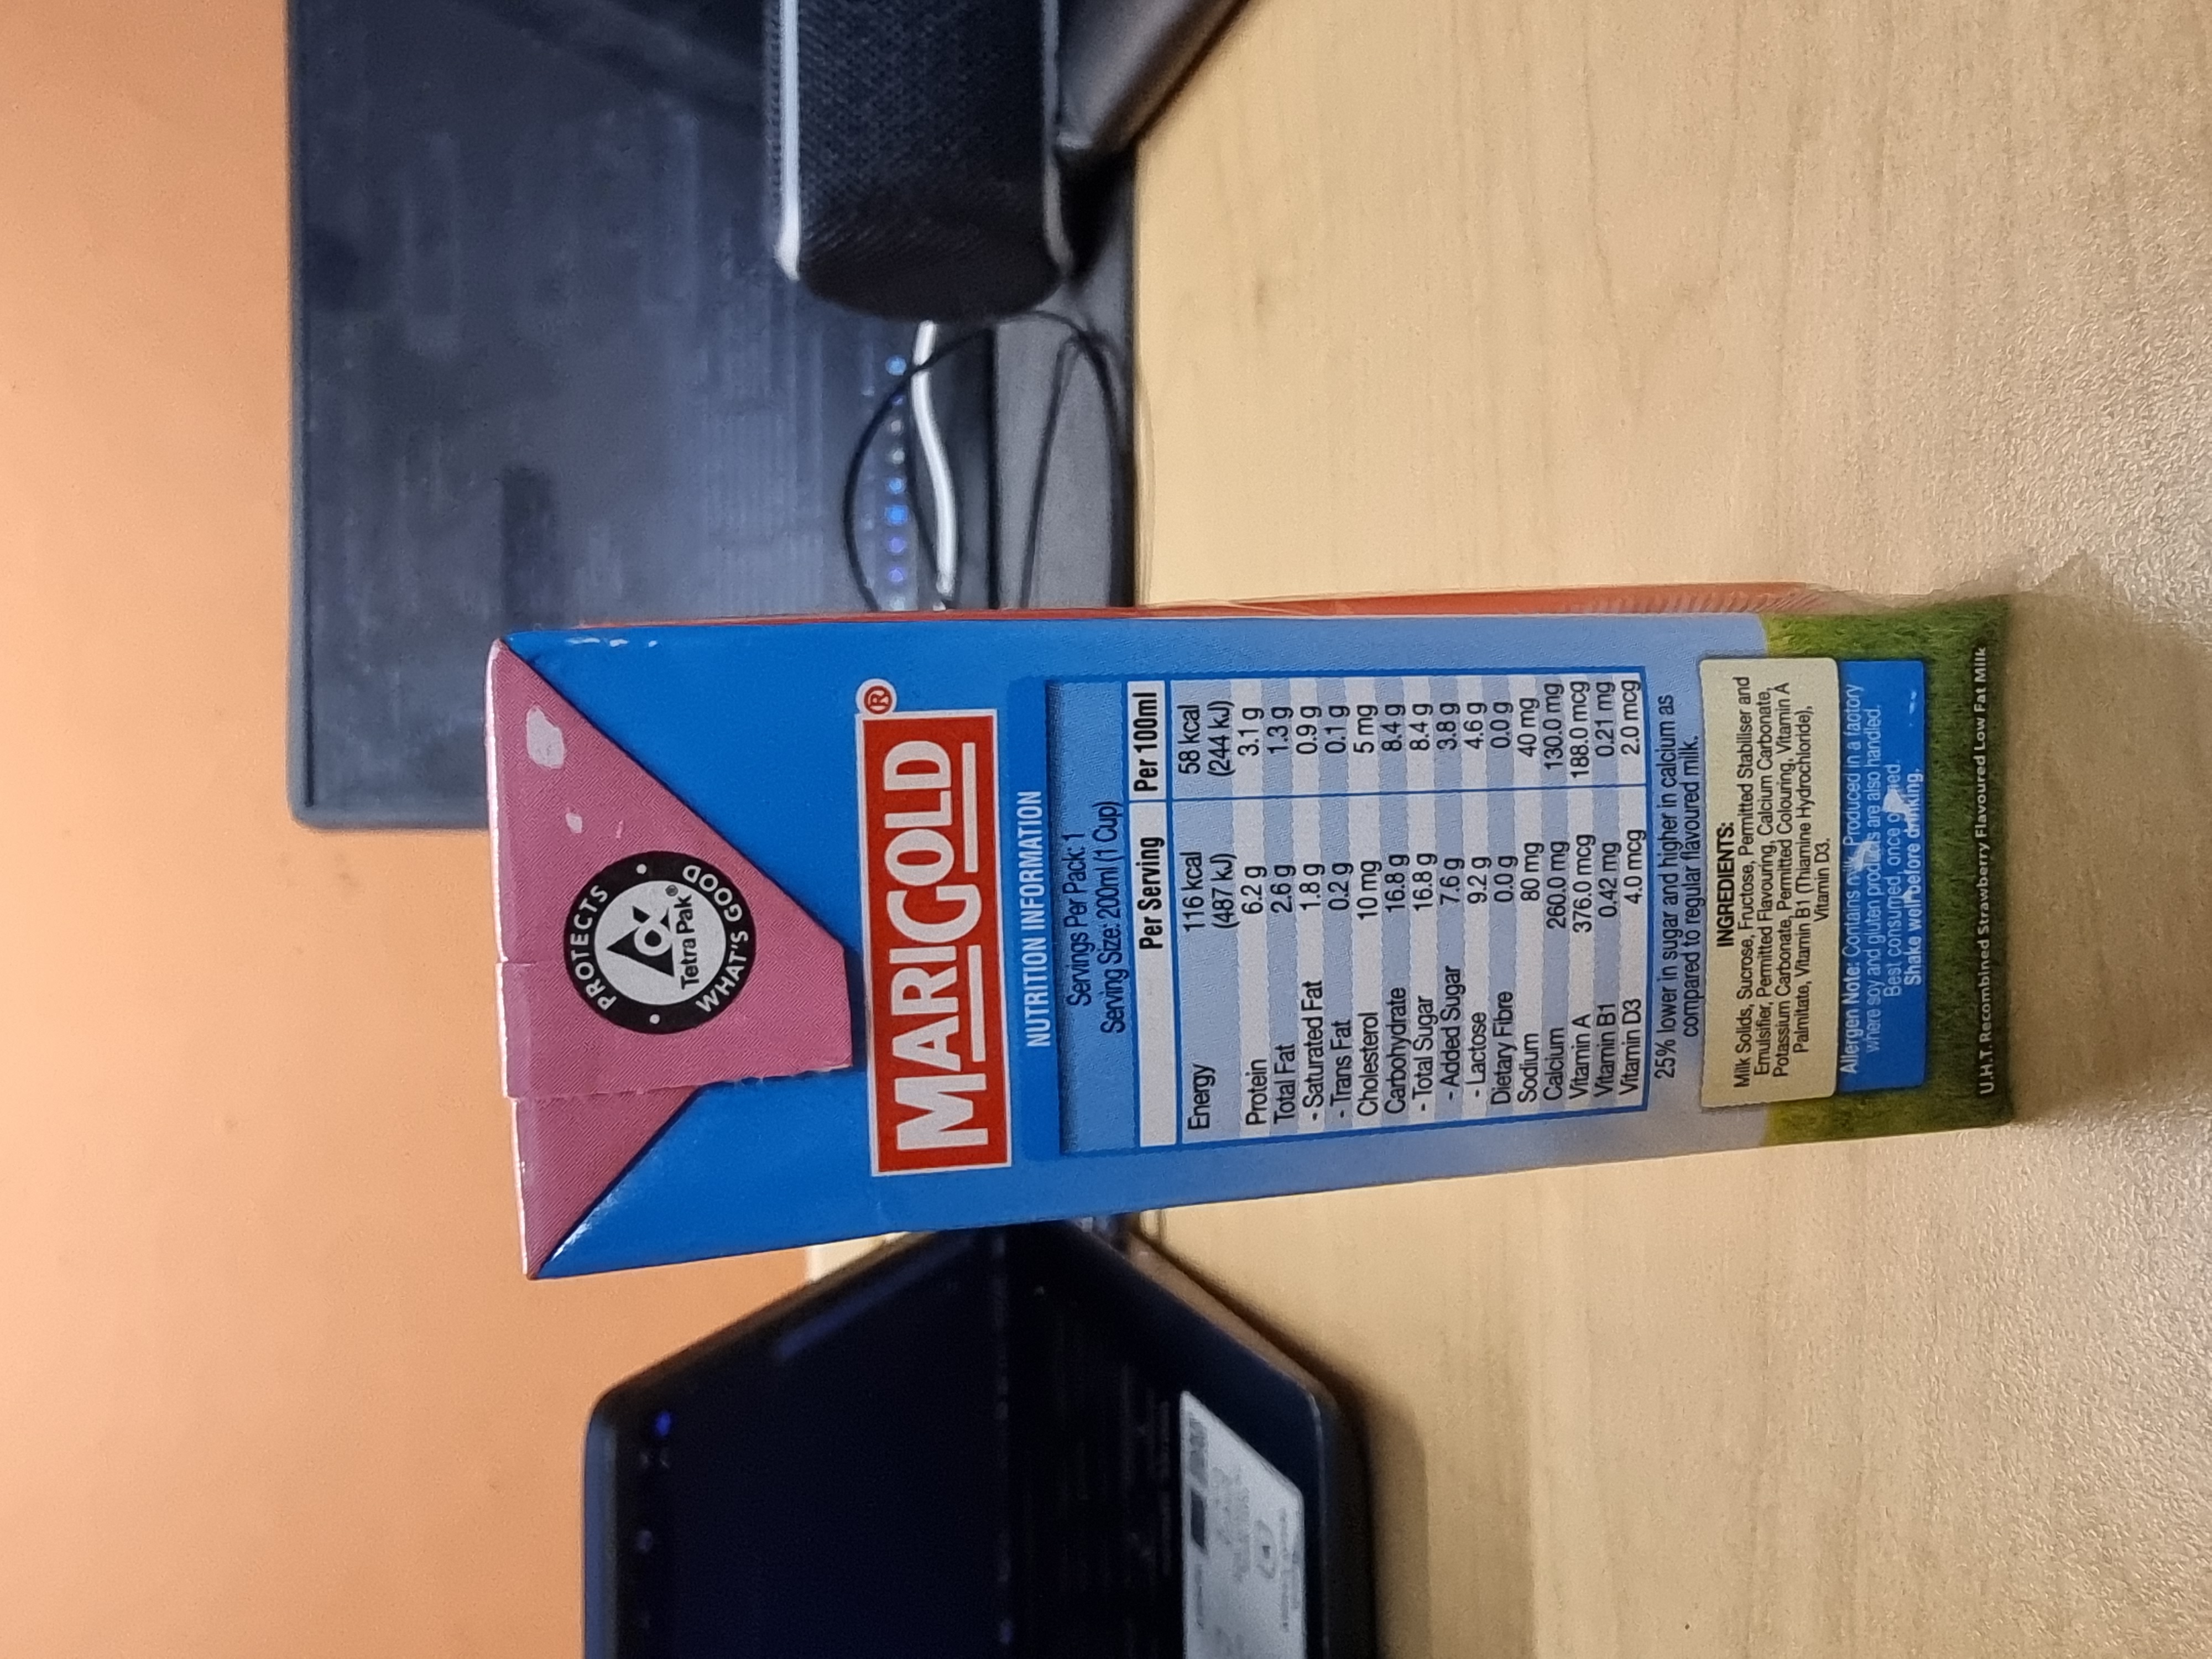 PROTECTS
Tetra Pak®
WHAT'S GOOD
MARIGOLD®
NUTRITION INFORMATION
Servings Per Pack: 1
Serving Size: 200ml (1 Cup)
Per Serving Per 100ml
Energy 116 kcal 58 kcal
(487 kJ) (244 kJ)
Protein 6.2 g 3.1 g
Total Fat 2.6 g 1.3 g
- Saturated Fat 1.8 g 0.9 g
- Trans Fat 0.2 g 0.1 g
Cholesterol 10 mg 5 mg
Carbohydrate 16.8 g 8.4 g
- Total Sugar 16.8 g 8.4 g
- Added Sugar 7.6 g 3.8 g
- Lactose 9.2 g 4.6 g
Dietary Fibre 0.0 g 0.0 g
Sodium 80 mg 40 mg
Calcium 260.0 mg 130.0 mg
Vitamin A 376.0 mcg 188.0 mcg
Vitamin B1 0.42 mg 0.21 mg
Vitamin D3 4.0 mcg 2.0 mcg
25% lower in sugar and higher in calcium as
compared to regular flavoured milk.
INGREDIENTS:
Milk Solids, Sucrose, Fructose, Permitted Stabiliser and
Emulsifier, Permitted Flavouring, Calcium Carbonate,
Potassium Carbonate, Permitted Colouring, Vitamin A
Palmitate, Vitamin B1 (Thiamine Hydrochloride),
Vitamin D3.
Allergen Note: Contains milk. Produced in a factory
where soy and gluten products are also handled.
Best consumed, once opened.
Shake well before drinking.
U.H.T. Recombined Strawberry Flavoured Low Fat Milk